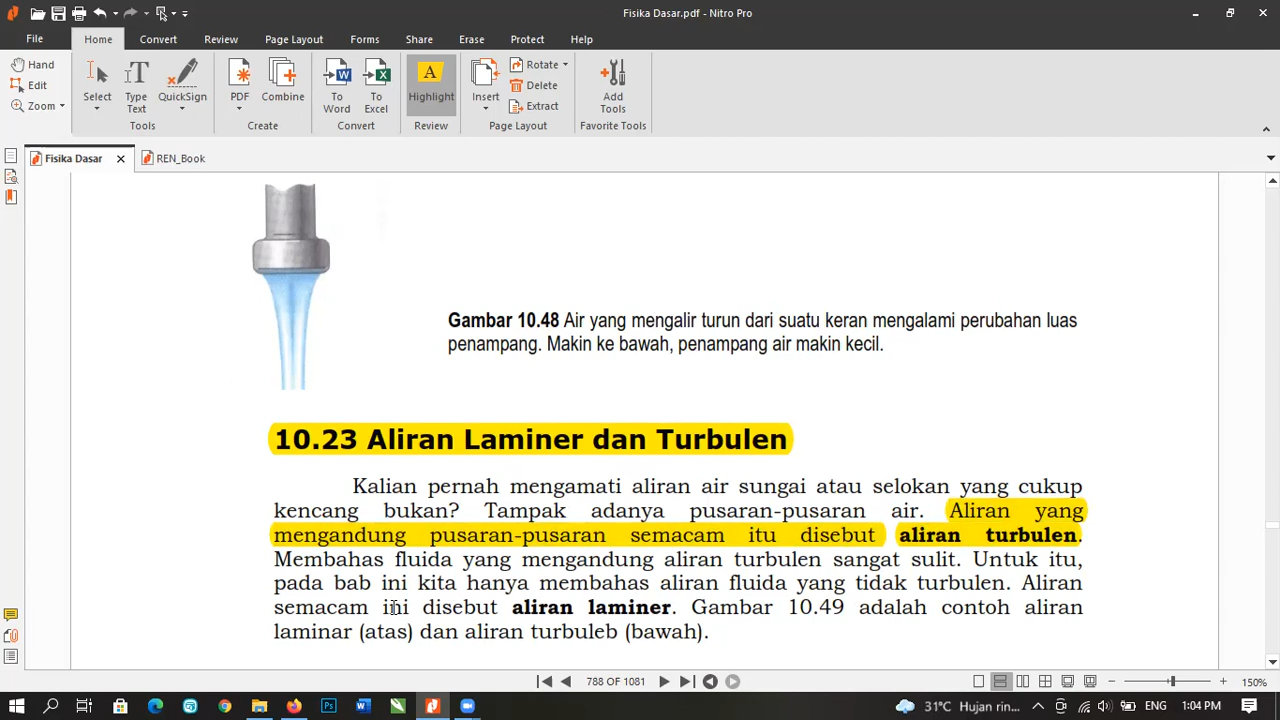 Fisika Dasar.pdf - Nitro Pro
File Home Convert Review Page Layout Forms Share Erase Protect Help
Hand
Edit
Zoom
Select
Type Text
QuickSign
Tools
PDF
Combine
Create
To Word
To Excel
Convert
Highlight
Review
Insert
Rotate
Delete
Extract
Page Layout
Add Tools
Favorite Tools
Fisika Dasar
REN_Book
Gambar 10.48 Air yang mengalir turun dari suatu keran mengalami perubahan luas
penampang. Makin ke bawah, penampang air makin kecil.
10.23 Aliran Laminer dan Turbulen
Kalian pernah mengamati aliran air sungai atau selokan yang cukup
kencang bukan? Tampak adanya pusaran-pusaran air. Aliran yang
mengandung pusaran-pusaran semacam itu disebut aliran turbulen.
Membahas fluida yang mengandung aliran turbulen sangat sulit. Untuk itu,
pada bab ini kita hanya membahas aliran fluida yang tidak turbulen. Aliran
semacam ini disebut aliran laminer. Gambar 10.49 adalah contoh aliran
laminar (atas) dan aliran turbuleb (bawah).
788 OF 1081
150%
31°C Hujan rin...
ENG
1:04 PM